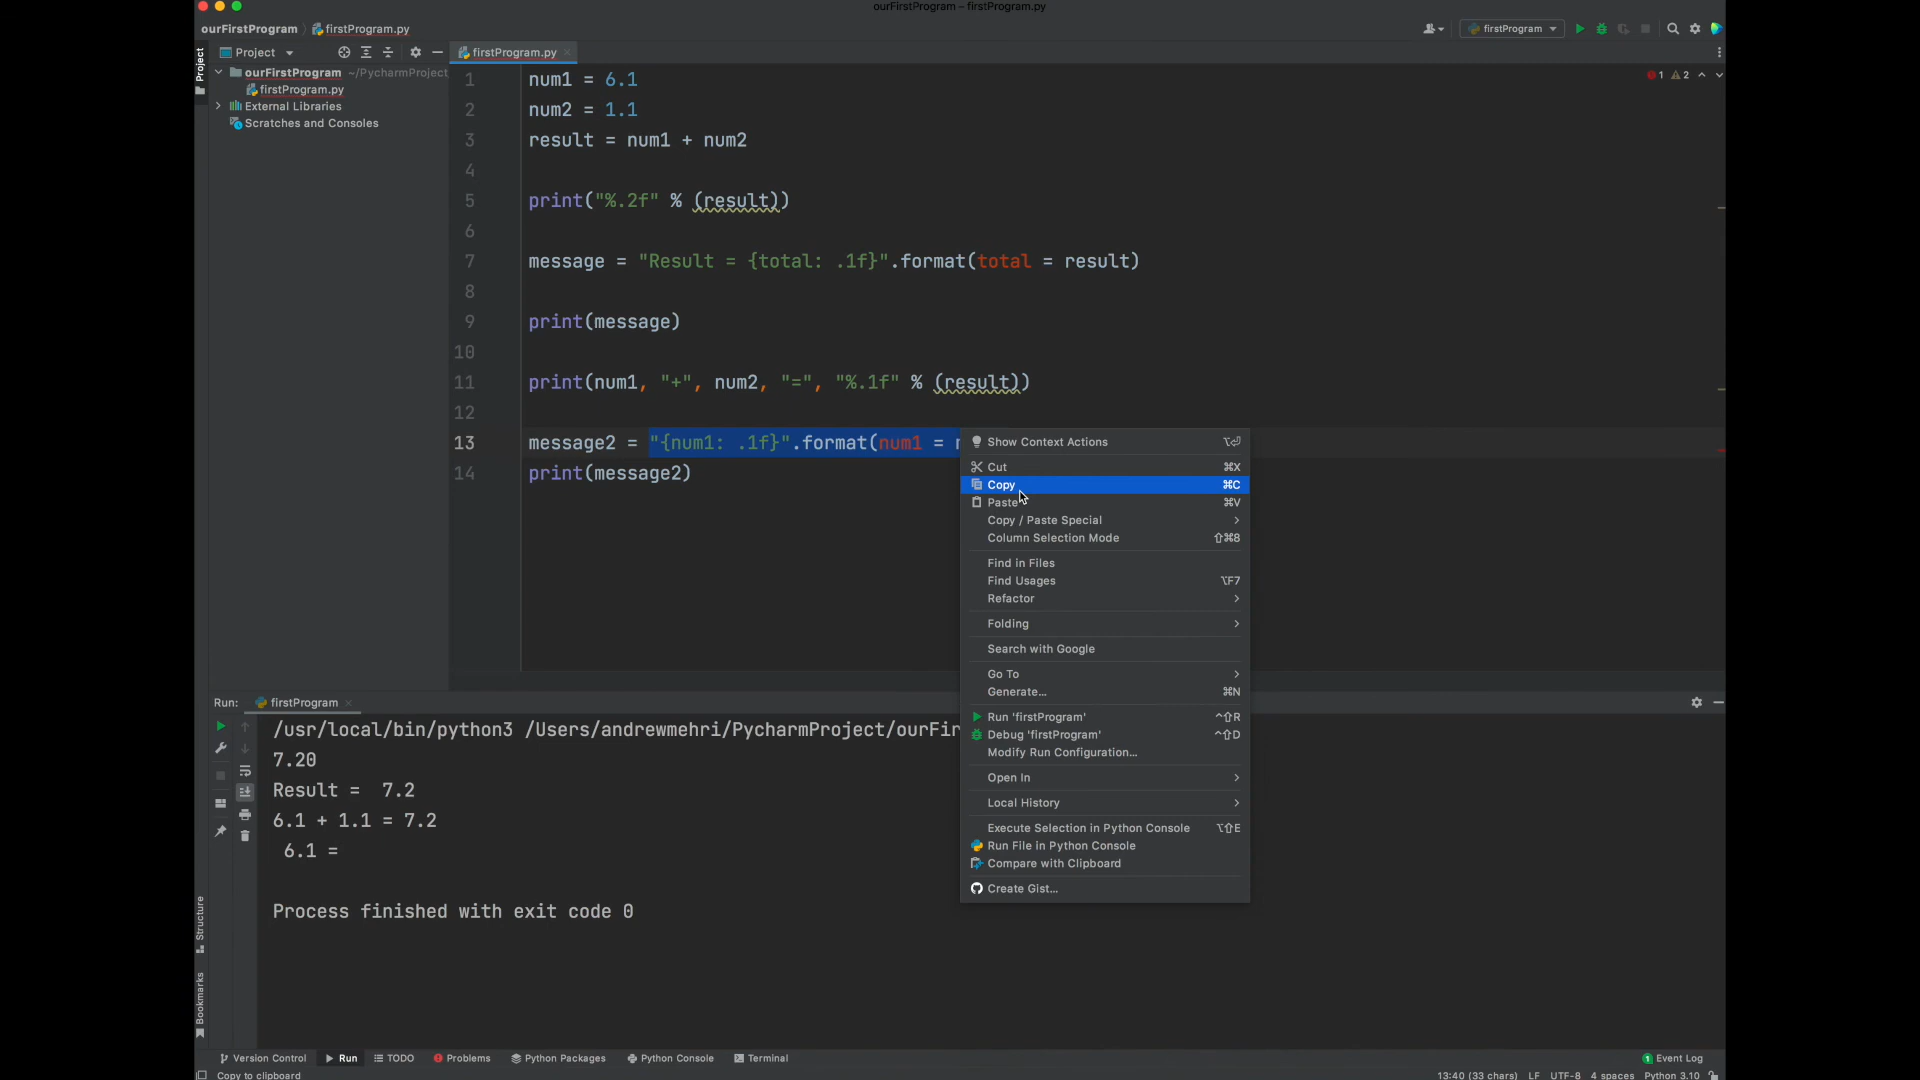 ourFirstProgram – firstProgram.py
ourFirstProgram firstProgram.py
firstProgram
Project
Project
firstProgram.py
ourFirstProgram ~/PycharmProject
firstProgram.py
External Libraries
Scratches and Consoles
1 2
1 num1 = 6.1
2 num2 = 1.1
3 result = num1 + num2
4
5 print("%.2f" % (result))
6
7 message = "Result = {total: .1f}".format(total = result)
8
9 print(message)
10
11 print(num1, "+", num2, "=", "%.1f" % (result))
12
13 message2 = "{num1: .1f}".format(num1 =
14 print(message2)
Show Context Actions ⌥⏎
Cut ⌘X
Copy ⌘C
Paste ⌘V
Copy / Paste Special
Column Selection Mode ⇧⌘8
Find in Files
Find Usages ⌥F7
Refactor
Folding
Search with Google
Go To
Generate... ⌘N
Run 'firstProgram' ^⇧R
Debug 'firstProgram' ^⇧D
Modify Run Configuration...
Open In
Local History
Execute Selection in Python Console ⌥⇧E
Run File in Python Console
Compare with Clipboard
Create Gist...
Run: firstProgram
/usr/local/bin/python3 /Users/andrewmehri/PycharmProject/ourFir
7.20
Result =  7.2
6.1 + 1.1 = 7.2
6.1 =
Process finished with exit code 0
Structure
Bookmarks
Version Control Run TODO Problems Python Packages Python Console Terminal 1 Event Log
Copy to clipboard 13:40 (33 chars) LF UTF-8 4 spaces Python 3.10